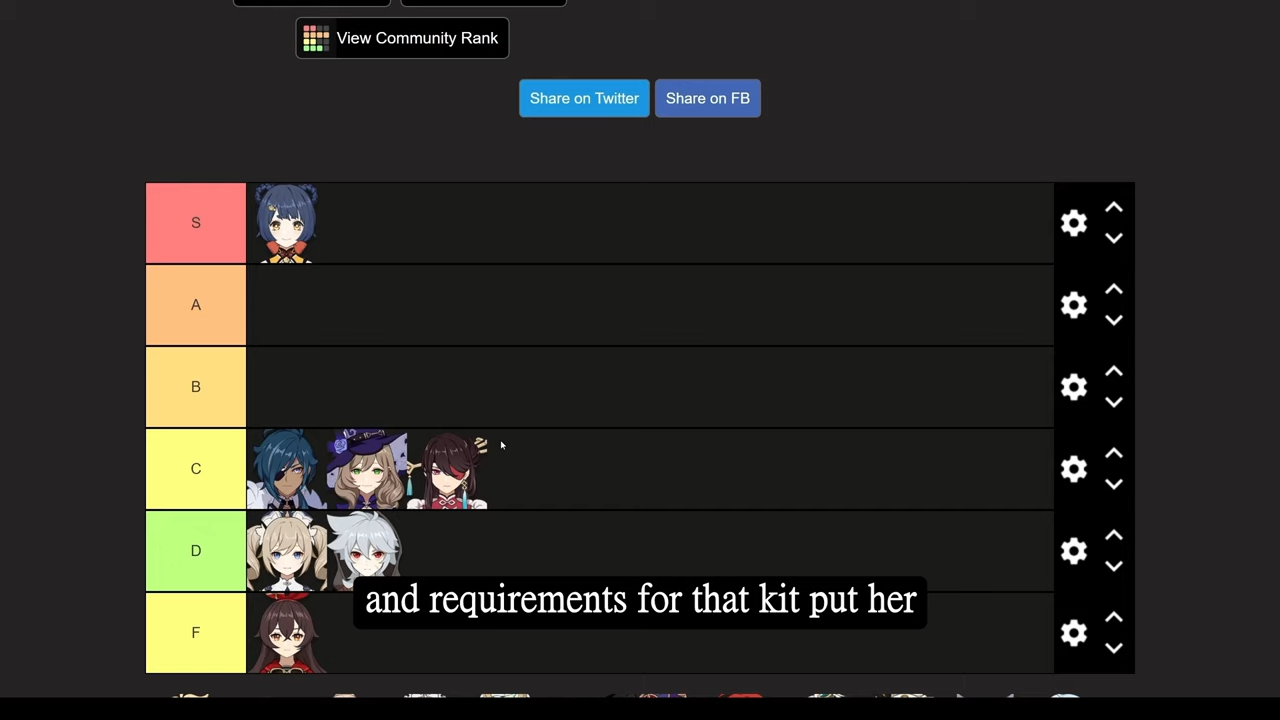 View Community Rank
Share on Twitter
Share on FB
S
A
B
C
D
F
and requirements for that kit put her